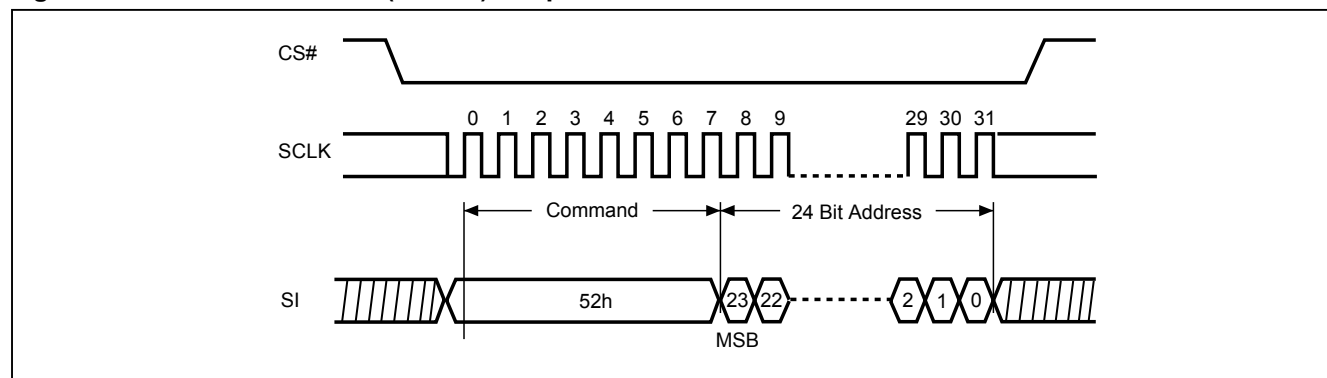 CS#
0 1 2 3 4 5 6 7 8 9 29 30 31
SCLK
Command 24 Bit Address
SI 52h 23 22 2 1 0
MSB